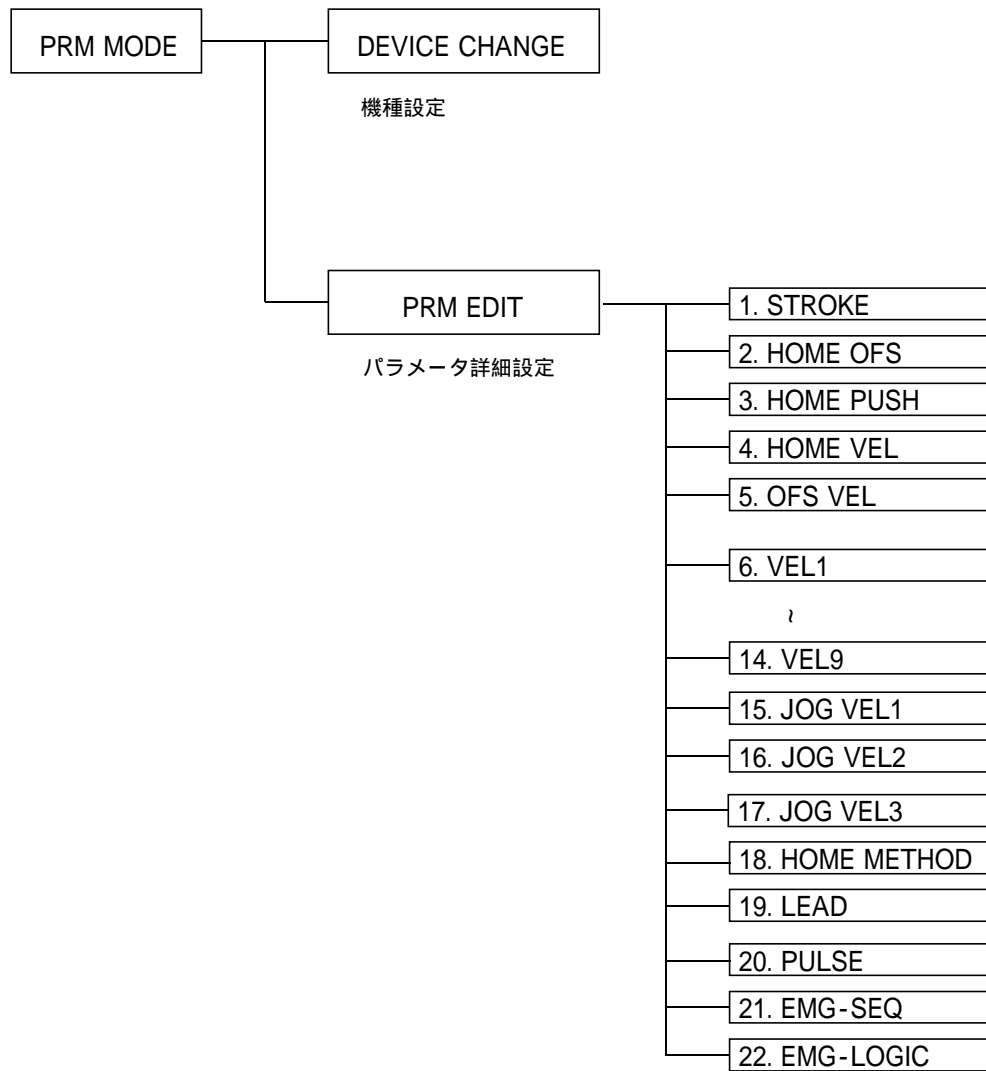 PRM MODE
DEVICE CHANGE
機種設定
PRM EDIT
パラメータ詳細設定
1. STROKE
2. HOME OFS
3. HOME PUSH
4. HOME VEL
5. OFS VEL
6. VEL1
~
14. VEL9
15. JOG VEL1
16. JOG VEL2
17. JOG VEL3
18. HOME METHOD
19. LEAD
20. PULSE
21. EMG-SEQ
22. EMG-LOGIC